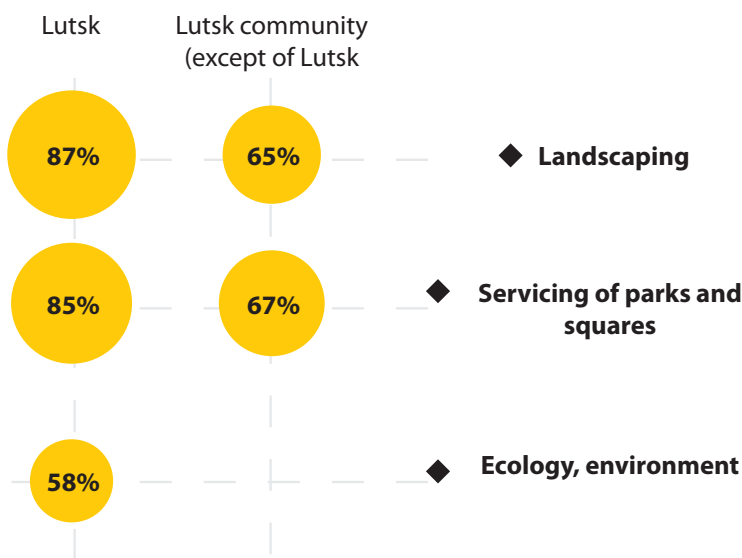 Lutsk
Lutsk community
(except of Lutsk
87%
65%
Landscaping
85%
67%
Servicing of parks and
squares
58%
Ecology, environment